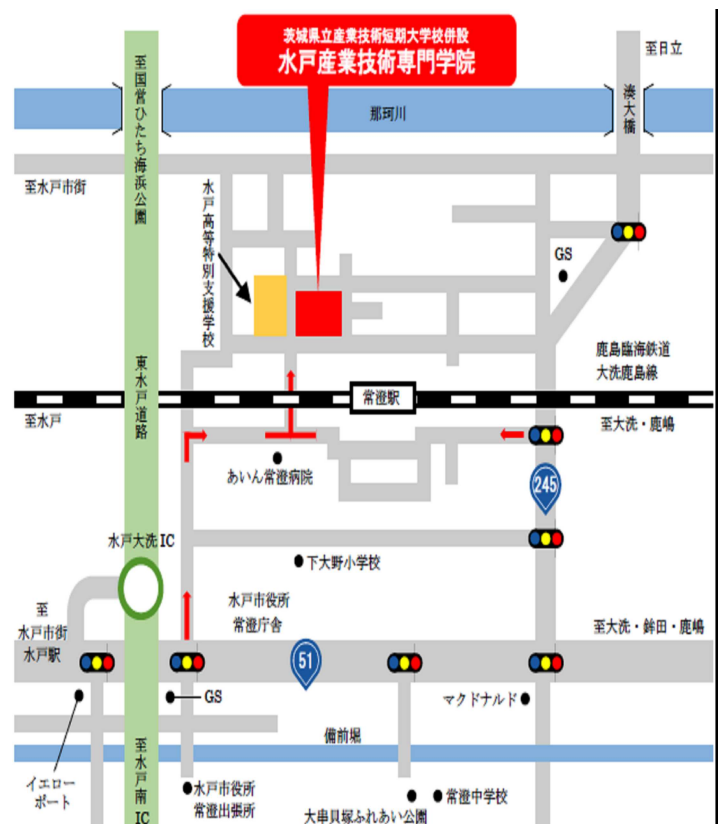 茨城県立産業技術短期大学校併設
水戸産業技術専門学院
至日立
至国営ひたち海浜公園
那珂川
湊大橋
至水戸市街
水戸高等特別支援学校
GS
鹿島臨海鉄道
大洗鹿島線
東水戸道路
常澄駅
至水戸
至大洗・鹿嶋
あいん常澄病院
245
水戸大洗IC
下大野小学校
水戸市役所
常澄庁舎
至
水戸市街
水戸駅
至大洗・鉾田・鹿嶋
51
GS
マクドナルド
備前堀
至水戸南IC
イエロー
ポート
水戸市役所
常澄出張所
常澄中学校
大串貝塚ふれあい公園